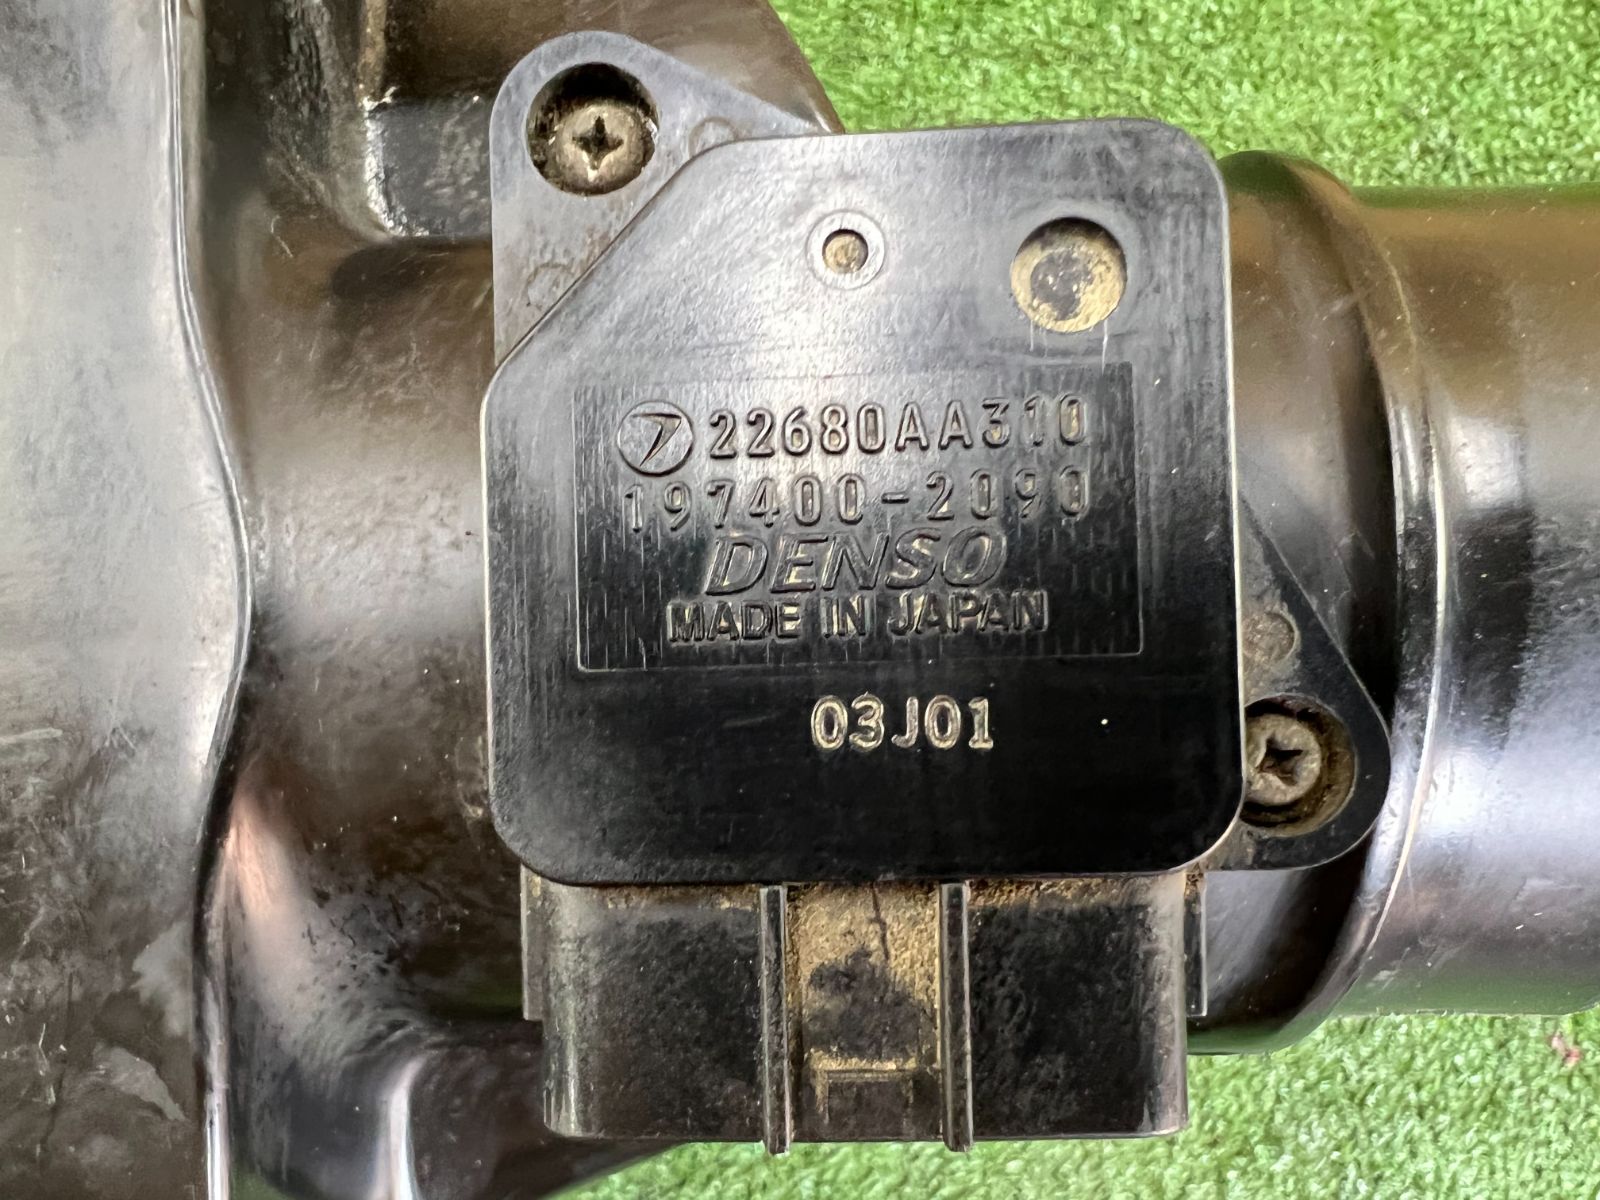 22680AA310
197400-2090
DENSO
MADE IN JAPAN
03J01